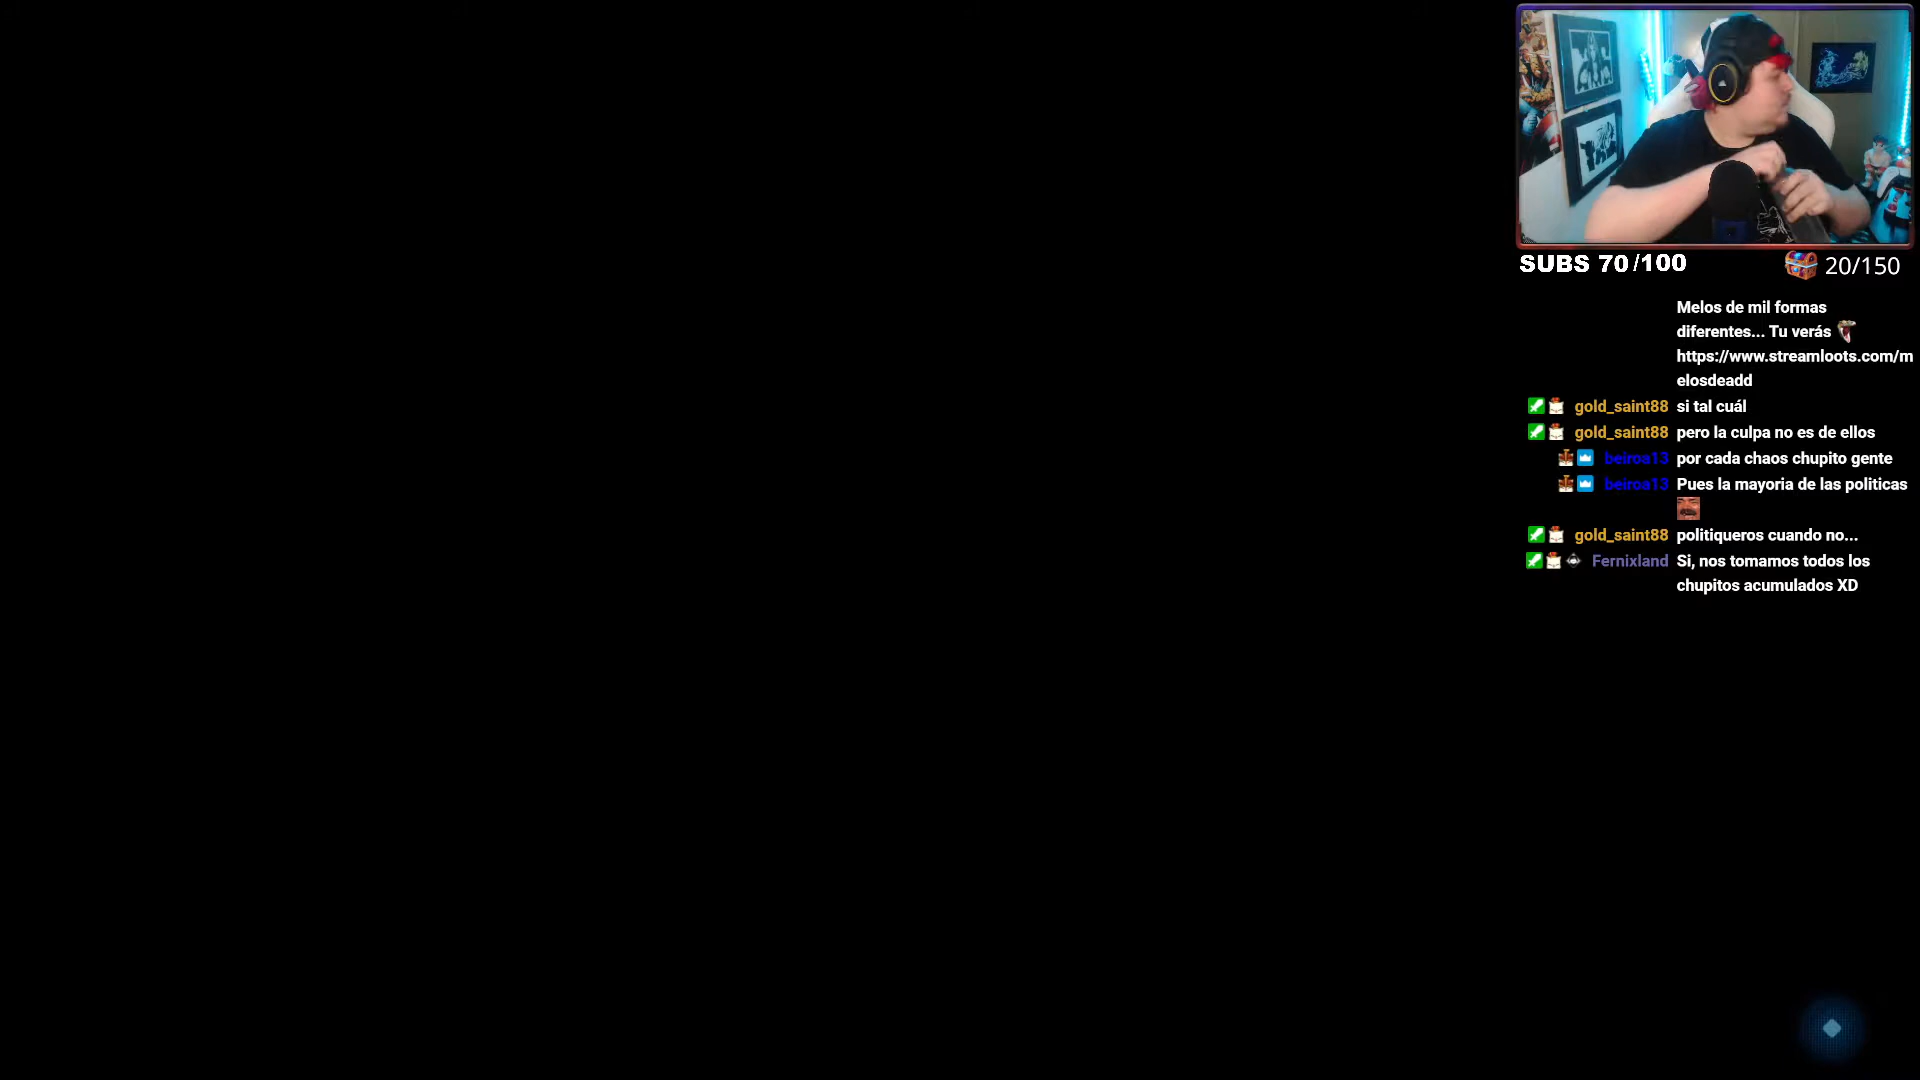 SUBS 70/100
20/150
Melos de mil formas
diferentes... Tu verás
https://www.streamloots.com/m
elosdeadd
gold_saint88 si tal cuál
gold_saint88 pero la culpa no es de ellos
beiroa13 por cada chaos chupito gente
beiroa13 Pues la mayoria de las politicas
gold_saint88 politiqueros cuando no...
Fernixland Si, nos tomamos todos los
chupitos acumulados XD